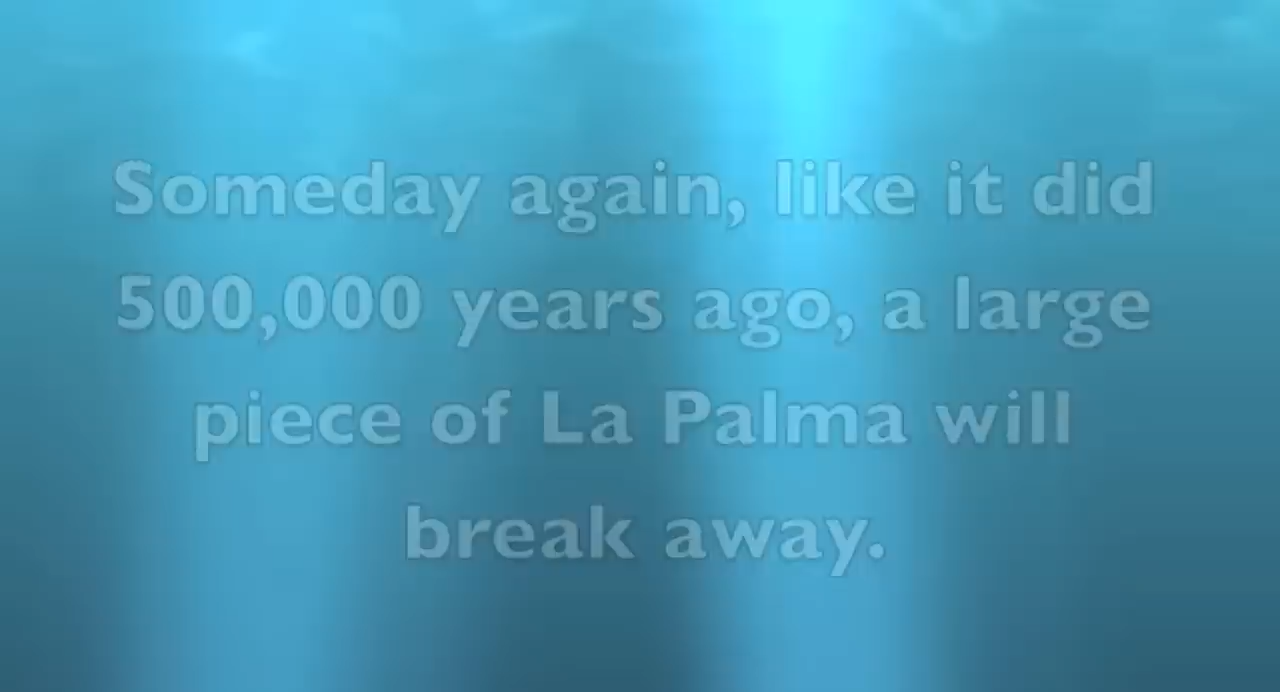 Someday again, like it did
500,000 years ago, a large
piece of La Palma will
break away.